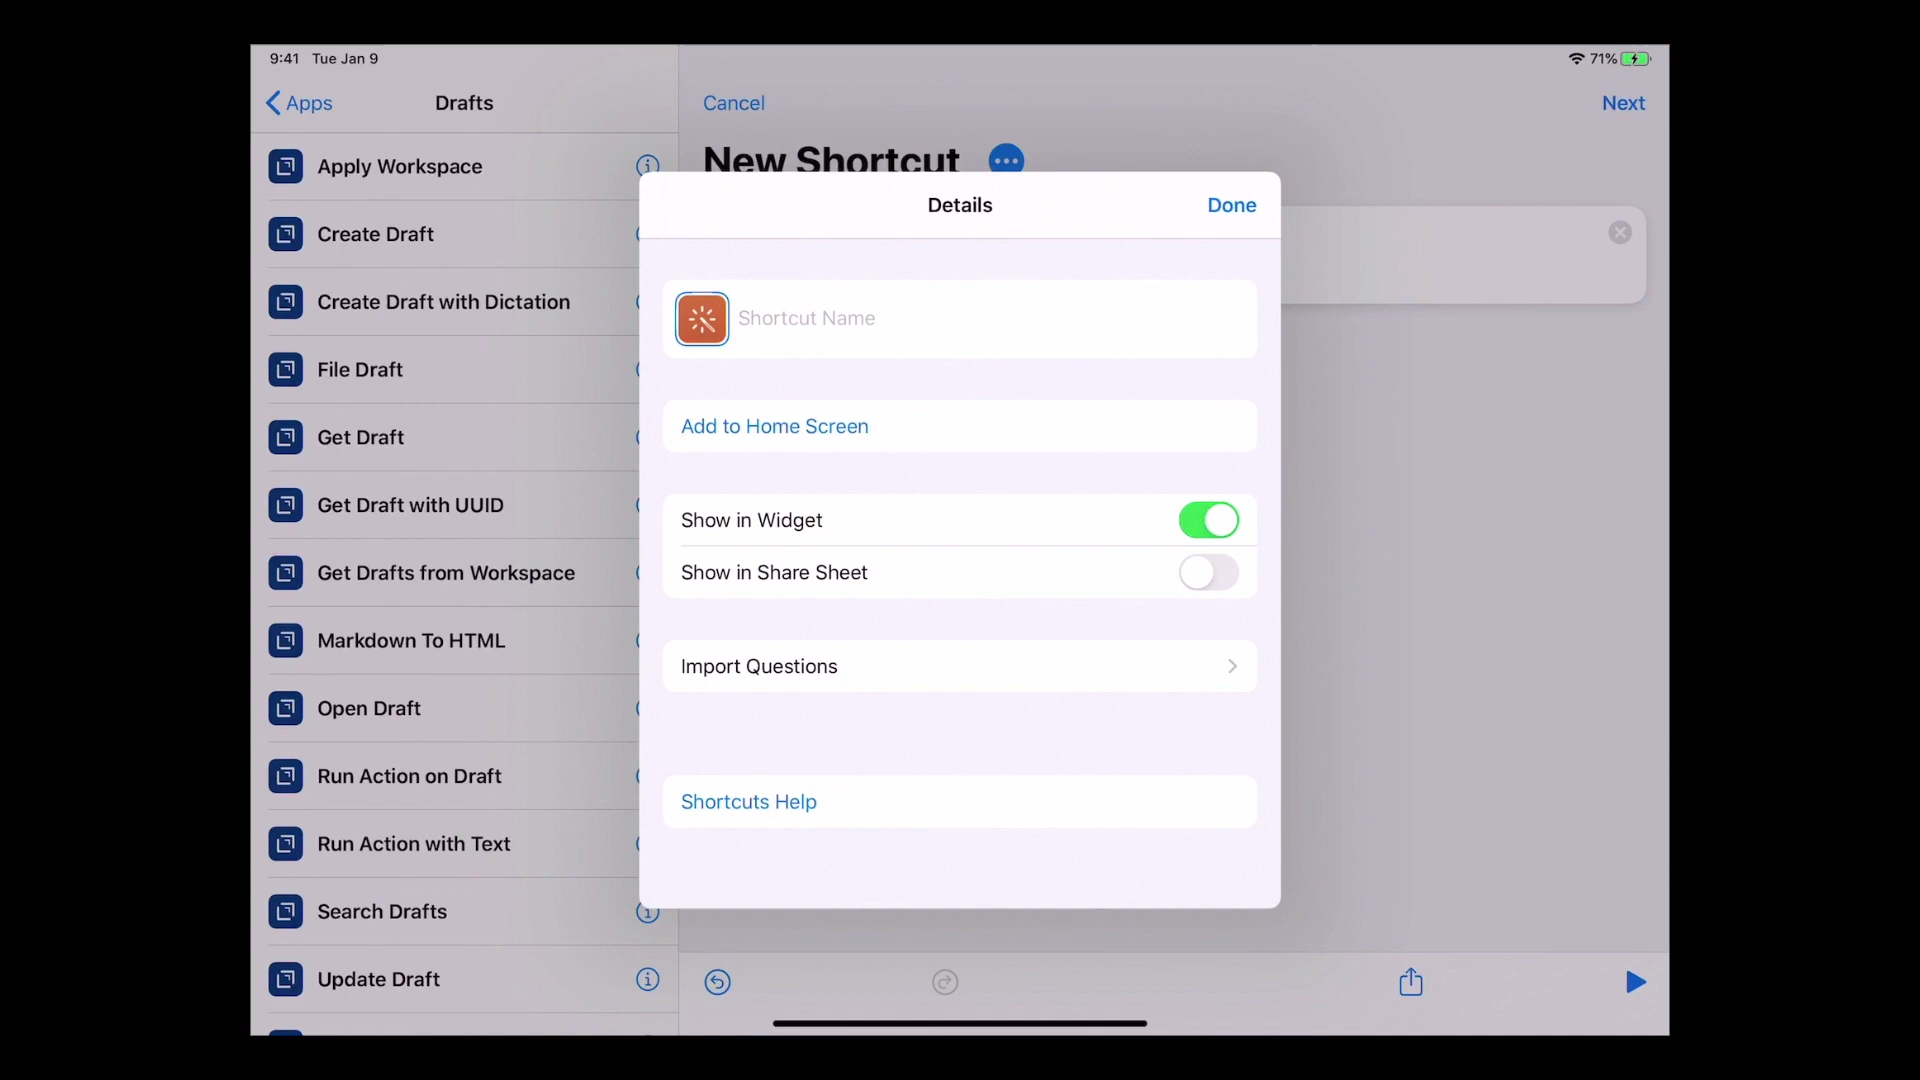 9:41 Tue Jan 9
71%
Apps
Drafts
Cancel
Next
New Shortcut
Apply Workspace
Create Draft
Create Draft with Dictation
File Draft
Get Draft
Get Draft with UUID
Get Drafts from Workspace
Markdown To HTML
Open Draft
Run Action on Draft
Run Action with Text
Search Drafts
Update Draft
Details
Done
Shortcut Name
Add to Home Screen
Show in Widget
Show in Share Sheet
Import Questions
Shortcuts Help